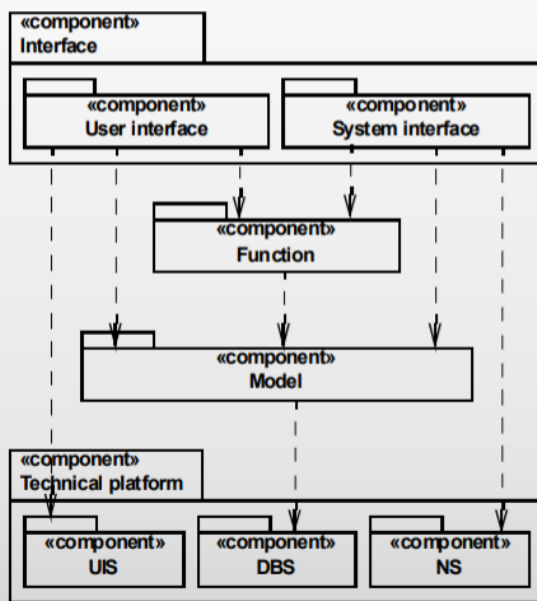 «component»
Interface
«component»
User interface
«component»
System interface
«component»
Function
«component»
Model
«component»
Technical platform
«component»
UIS
«component»
DBS
«component»
NS